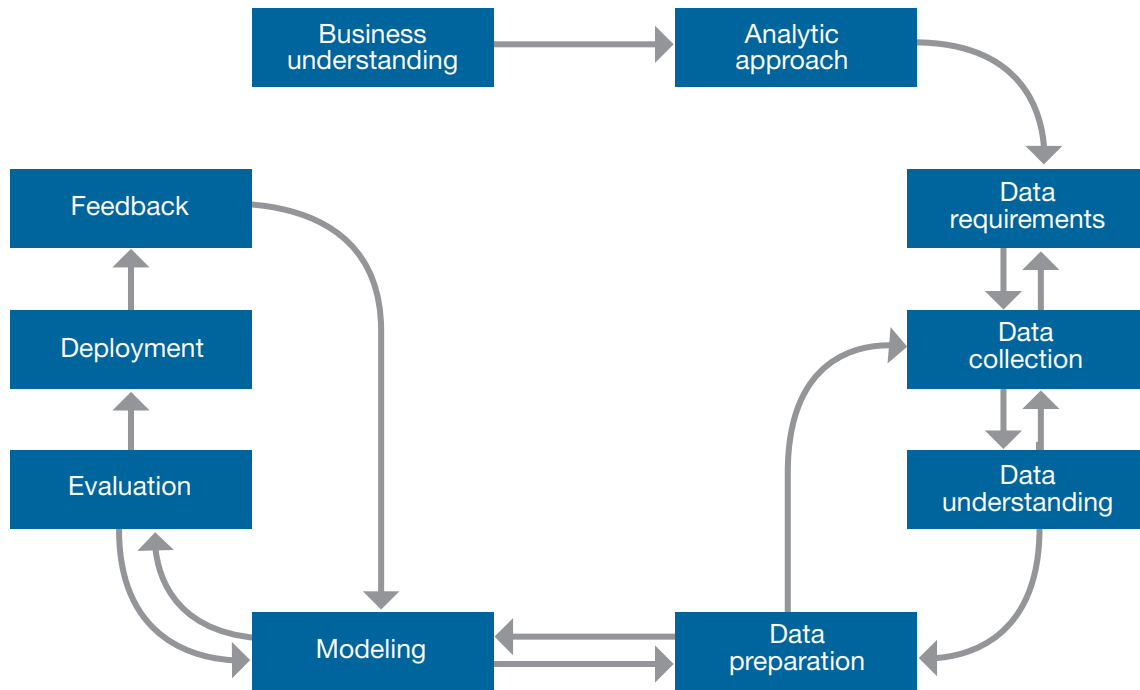 Business
understanding
Analytic
approach
Data
requirements
Data
collection
Data
understanding
Data
preparation
Modeling
Evaluation
Deployment
Feedback